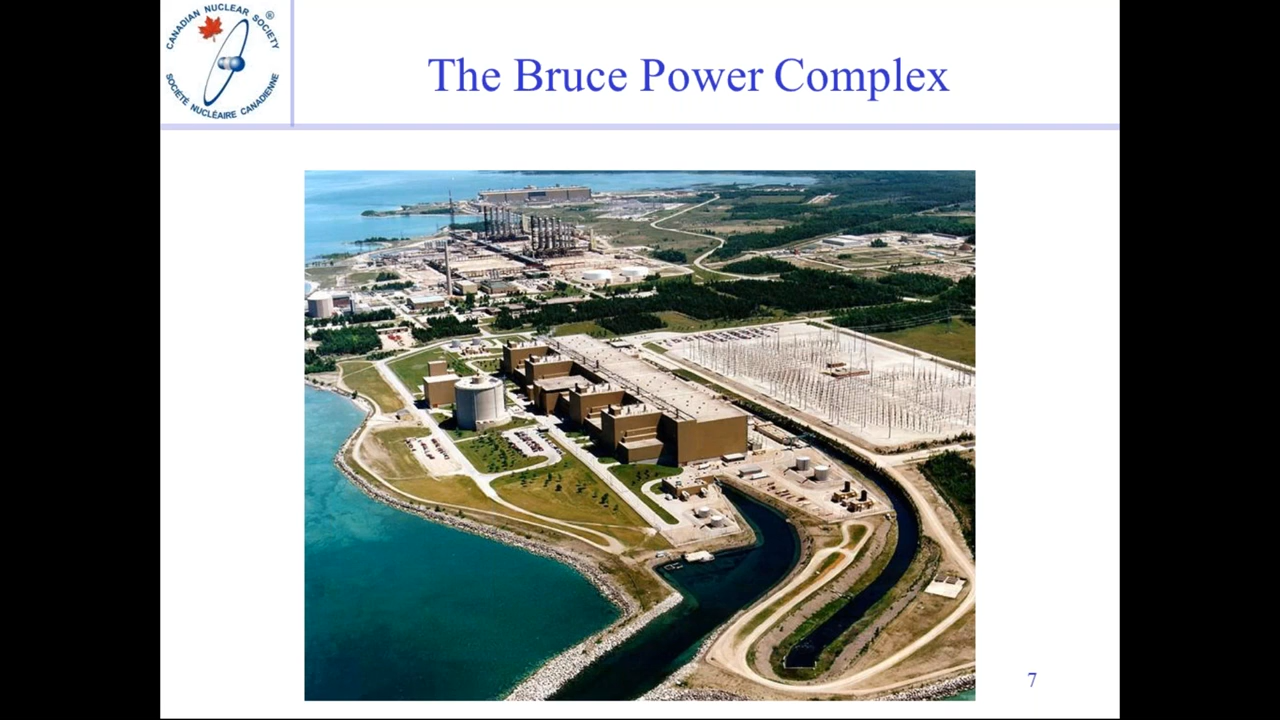 CANADIAN NUCLEAR SOCIETY ®
SOCIÉTÉ NUCLÉAIRE CANADIENNE
The Bruce Power Complex
7